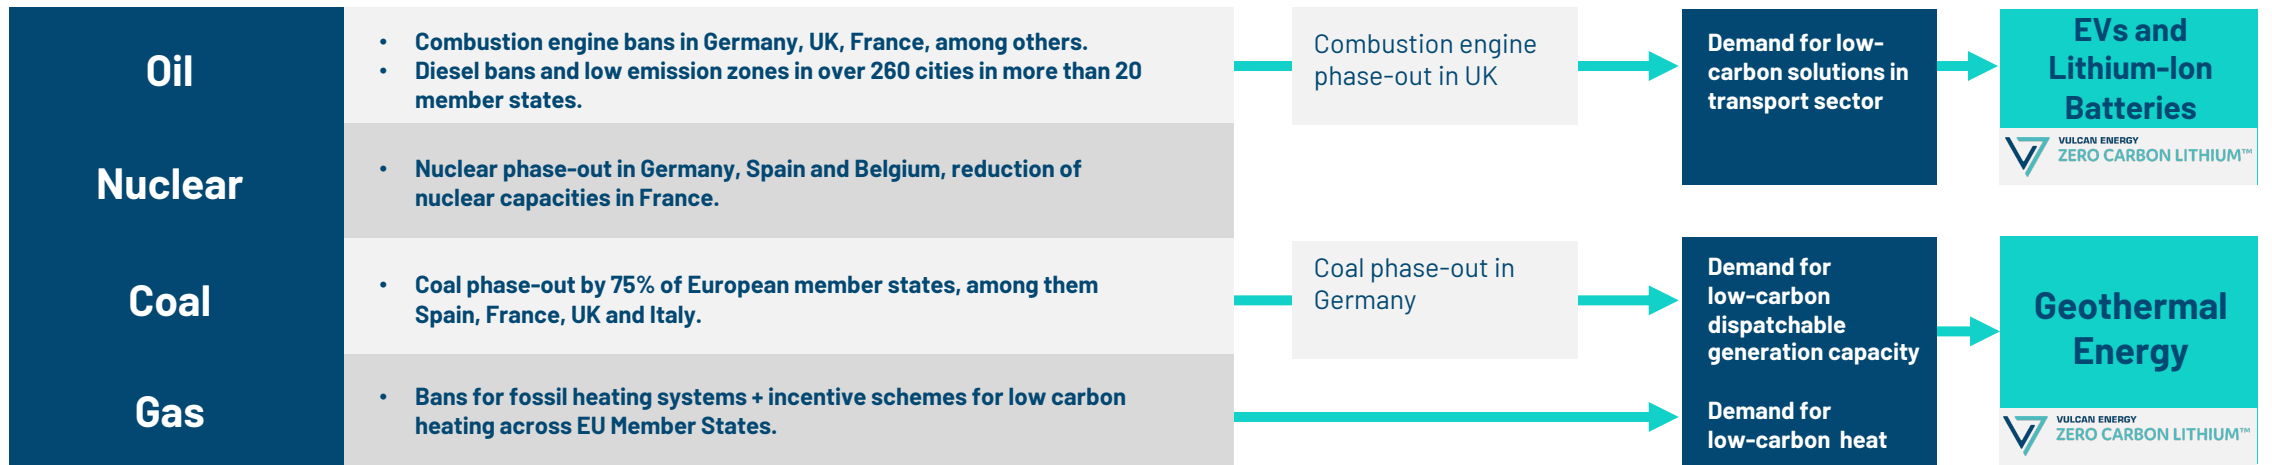 Oil
• Combustion engine bans in Germany, UK, France, among others.
• Diesel bans and low emission zones in over 260 cities in more than 20
member states.
Combustion engine
phase-out in UK
Demand for low-
carbon solutions in
transport sector
EVs and
Lithium-Ion
Batteries
VULCAN ENERGY
ZERO CARBON LITHIUM™
Nuclear
• Nuclear phase-out in Germany, Spain and Belgium, reduction of
nuclear capacities in France.
Coal
• Coal phase-out by 75% of European member states, among them
Spain, France, UK and Italy.
Coal phase-out in
Germany
Demand for
low-carbon
dispatchable
generation capacity
Geothermal
Energy
Gas
• Bans for fossil heating systems + incentive schemes for low carbon
heating across EU Member States.
Demand for
low-carbon heat
VULCAN ENERGY
ZERO CARBON LITHIUM™